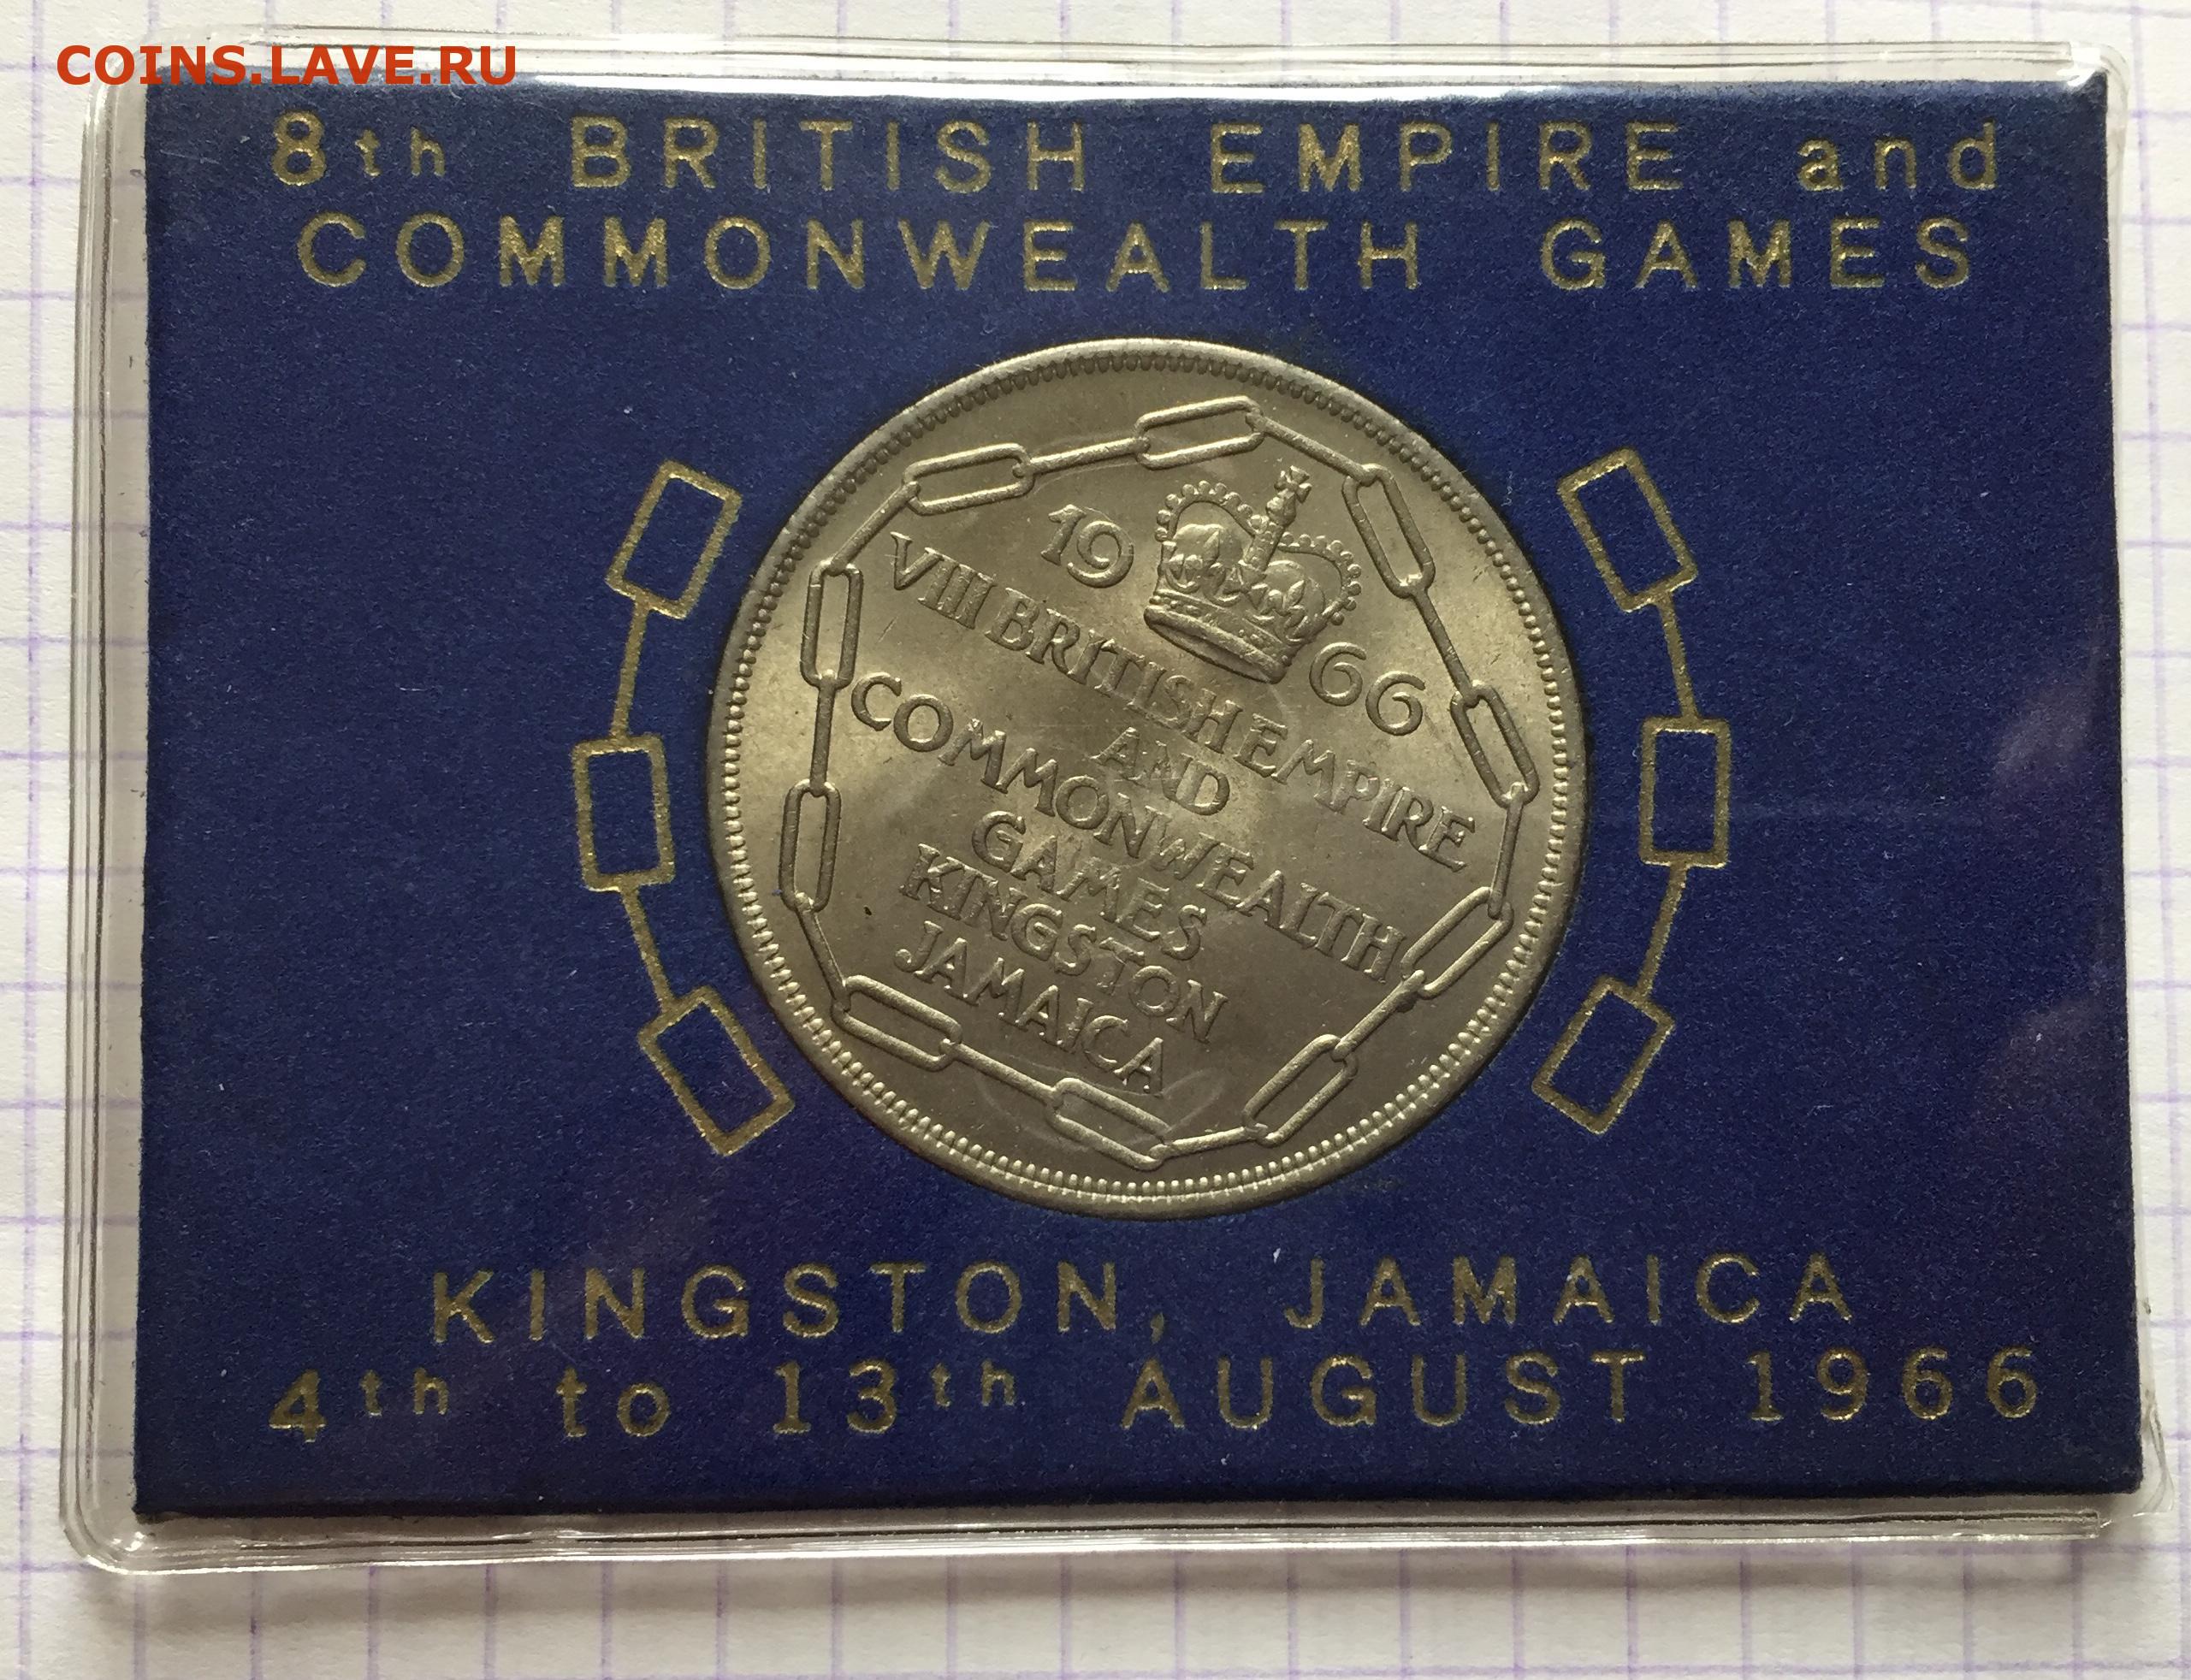 COINS.LAVE.RU
8th BRITISH EMPIRE and
COMMONWEALTH GAMES
19 66
VIII BRITISH EMPIRE
AND
COMMONWEALTH
GAMES
KINGSTON
JAMAICA
KINGSTON, JAMAICA
4th to 13th AUGUST 1966